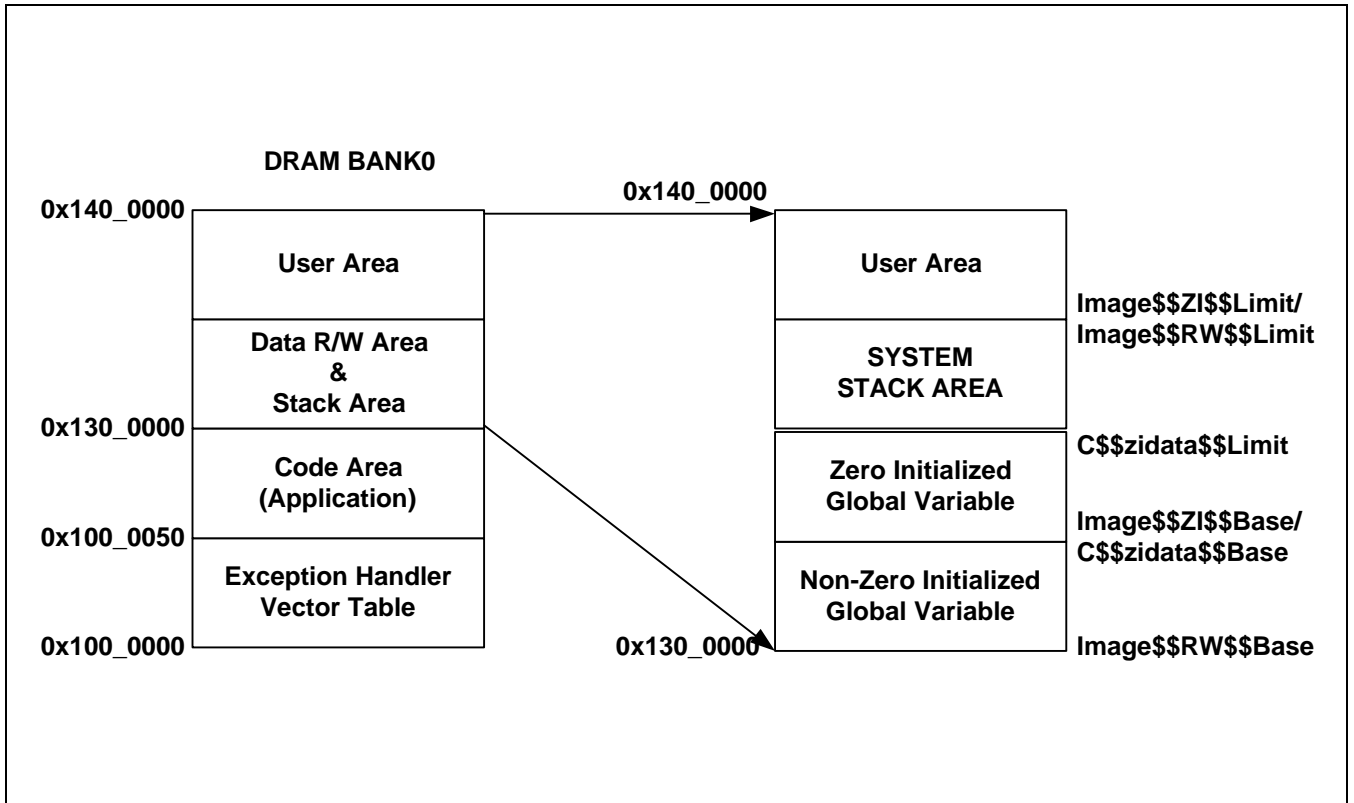 DRAM BANK0
0x140_0000
User Area
Data R/W Area
&
Stack Area
0x130_0000
Code Area
(Application)
0x100_0050
Exception Handler
Vector Table
0x100_0000
0x140_0000
User Area
Image$$ZI$$Limit/
Image$$RW$$Limit
SYSTEM
STACK AREA
C$$zidata$$Limit
Zero Initialized
Global Variable
Image$$ZI$$Base/
C$$zidata$$Base
Non-Zero Initialized
Global Variable
0x130_0000
Image$$RW$$Base